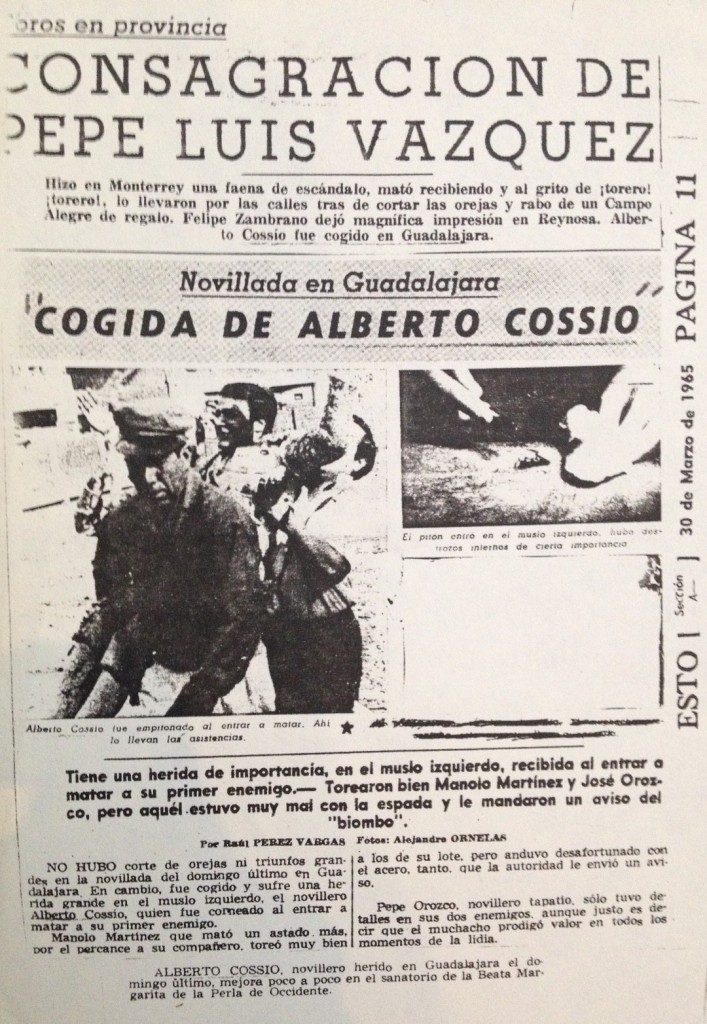 oros en provincia
CONSAGRACION DE
PEPE LUIS VAZQUEZ
Hizo en Monterrey una faena de escándalo, mató recibiendo y al grito de ¡torero!
¡torero!, lo llevaron por las calles tras de cortar las orejas y rabo de un Campo
Alegre de regalo. Felipe Zambrano dejó magnífica impresión en Reynosa. Alber-
to Cossio fue cogido en Guadalajara.
Novillada en Guadalajara
"COGIDA DE ALBERTO COSSIO"
El pitón entró en el muslo izquierdo, hubo des-
trozos internos de cierta importancia
Alberto Cossio fue empitonado al entrar a matar. Ahí
lo llevan las asistencias.
Tiene una herida de importancia, en el muslo izquierdo, recibida al entrar a
matar a su primer enemigo.— Torearon bien Manolo Martínez y José Oroz-
co, pero aquél estuvo muy mal con la espada y le mandaron un aviso del
"biombo".
Por Raúl PEREZ VARGAS Fotos: Alejandro ORNELAS
NO HUBO corte de orejas ni triunfos gran-
des en la novillada del domingo último en Gua-
dalajara. En cambio, fue cogido y sufre una he-
rida grande en el muslo izquierdo, el novillero
Alberto Cossio, quien fue corneado al entrar a
matar a su primer enemigo.
Manolo Martínez que mató un astado más,
por el percance a su compañero, toreó muy bien
a los de su lote, pero anduvo desafortunado con
el acero, tanto, que la autoridad le envió un avi-
so.
Pepe Orozco, novillero tapatío, sólo tuvo de-
talles en sus dos enemigos, aunque justo es de-
cir que el muchacho prodigó valor en todos los
momentos de la lidia.
ALBERTO COSSIO, novillero herido en Guadalajara el do-
mingo último, mejora poco a poco en el sanatorio de la Beata Mar-
garita de la Perla de Occidente.
ESTO | Sección A— | 30 de Marzo de 1965 PAGINA 11